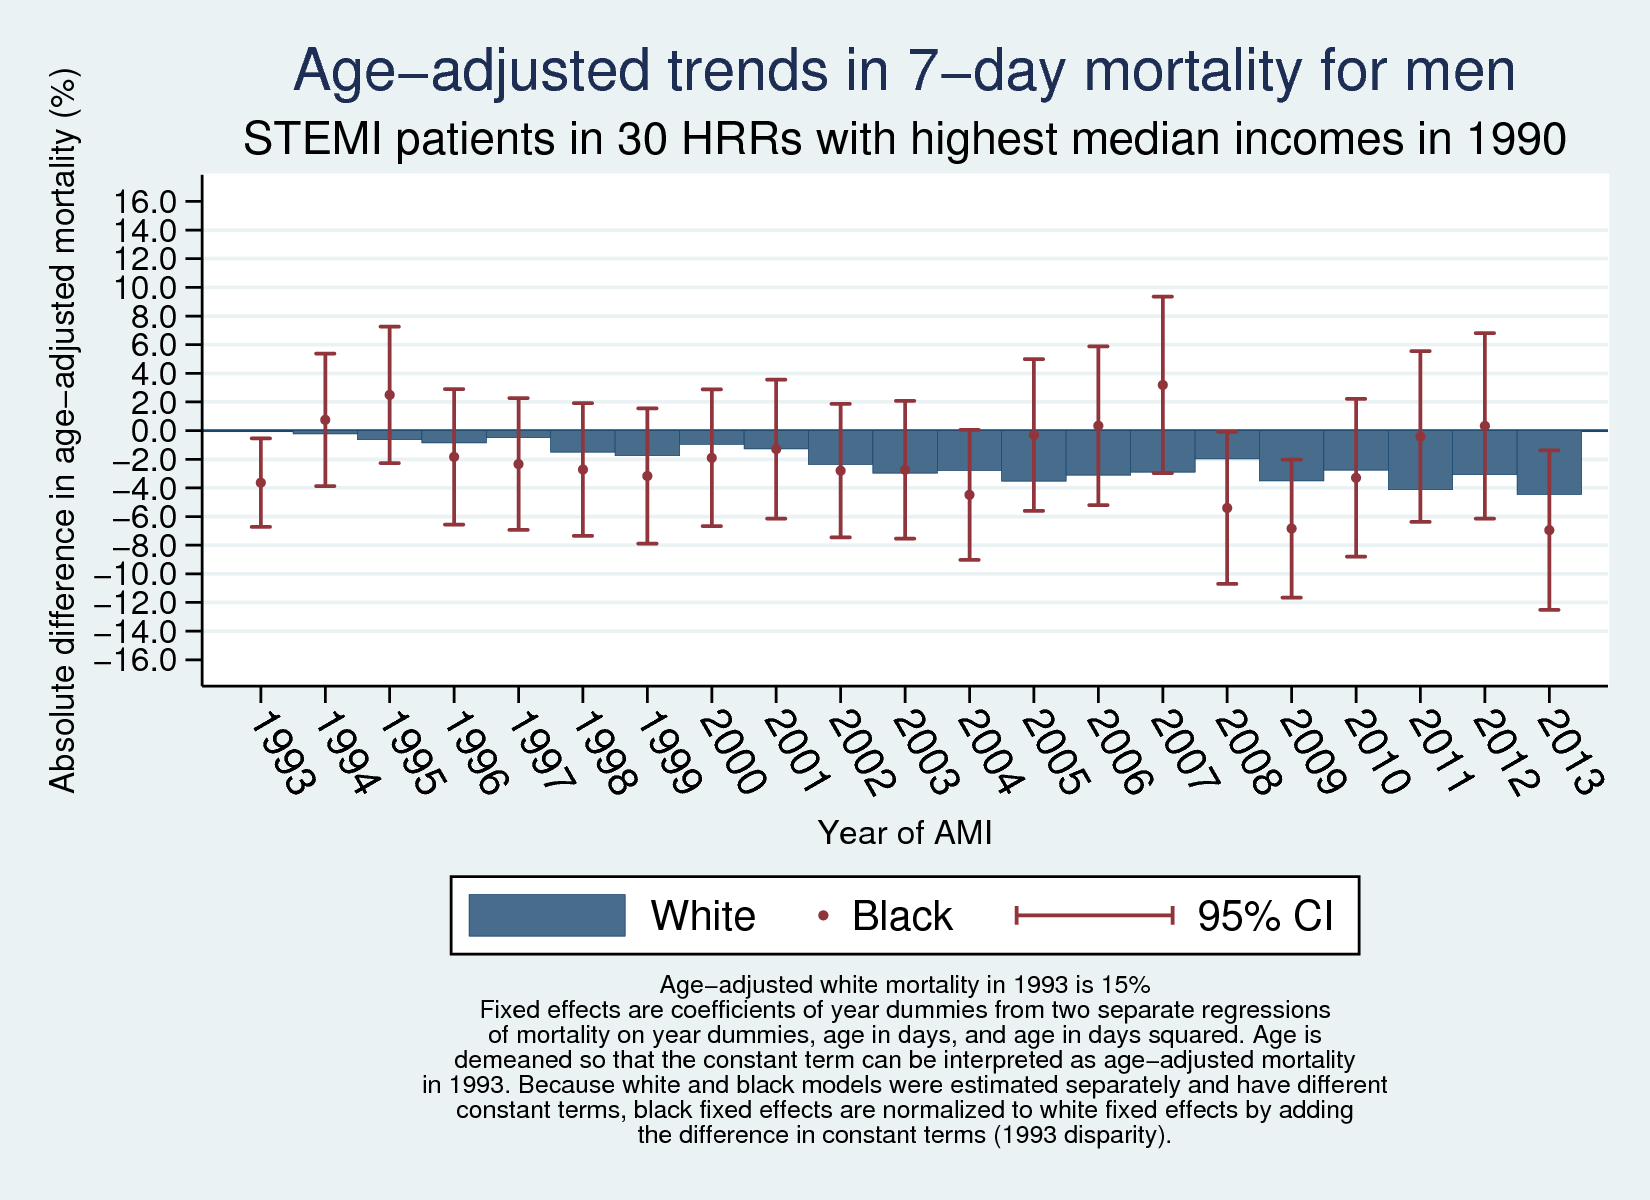 Age−adjusted trends in 7−day mortality for men
STEMI patients in 30 HRRs with highest median incomes in 1990
Absolute difference in age−adjusted mortality (%)
16.0
14.0
12.0
10.0
8.0
6.0
4.0
2.0
0.0
−2.0
−4.0
−6.0
−8.0
−10.0
−12.0
−14.0
−16.0
1993 1994 1995 1996 1997 1998 1999 2000 2001 2002 2003 2004 2005 2006 2007 2008 2009 2010 2011 2012 2013
Year of AMI
White Black 95% CI
Age−adjusted white mortality in 1993 is 15%
Fixed effects are coefficients of year dummies from two separate regressions
of mortality on year dummies, age in days, and age in days squared. Age is
demeaned so that the constant term can be interpreted as age−adjusted mortality
in 1993. Because white and black models were estimated separately and have different
constant terms, black fixed effects are normalized to white fixed effects by adding
the difference in constant terms (1993 disparity).